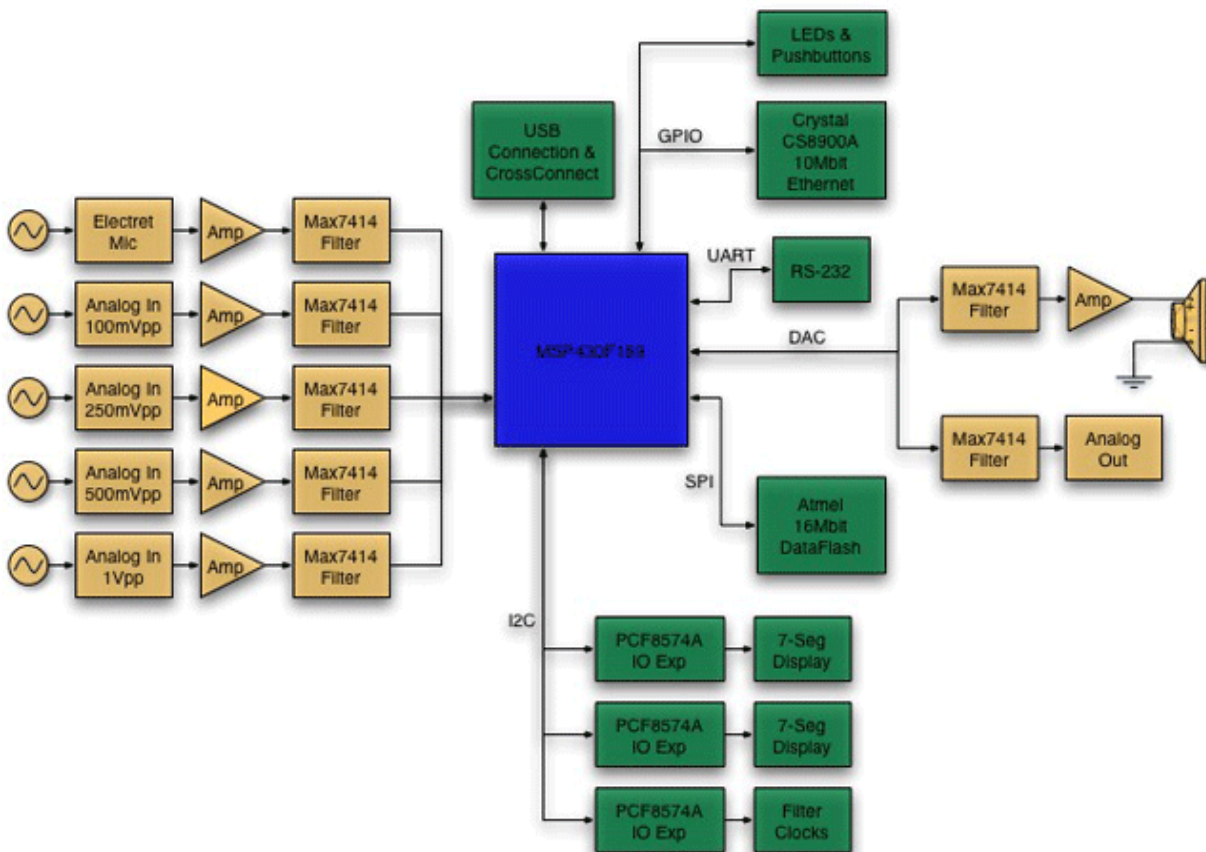 LEDs &
Pushbuttons
USB
Connection &
CrossConnect
GPIO
Crystal
CS8900A
10Mbit
Ethernet
Electret
Mic
Amp
Max7414
Filter
Analog In
100mVpp
Amp
Max7414
Filter
Analog In
250mVpp
Amp
Max7414
Filter
Analog In
500mVpp
Amp
Max7414
Filter
Analog In
1Vpp
Amp
Max7414
Filter
MSP430F169
UART
RS-232
DAC
Max7414
Filter
Amp
Max7414
Filter
Analog
Out
SPI
Atmel
16Mbit
DataFlash
I2C
PCF8574A
IO Exp
7-Seg
Display
PCF8574A
IO Exp
7-Seg
Display
PCF8574A
IO Exp
Filter
Clocks